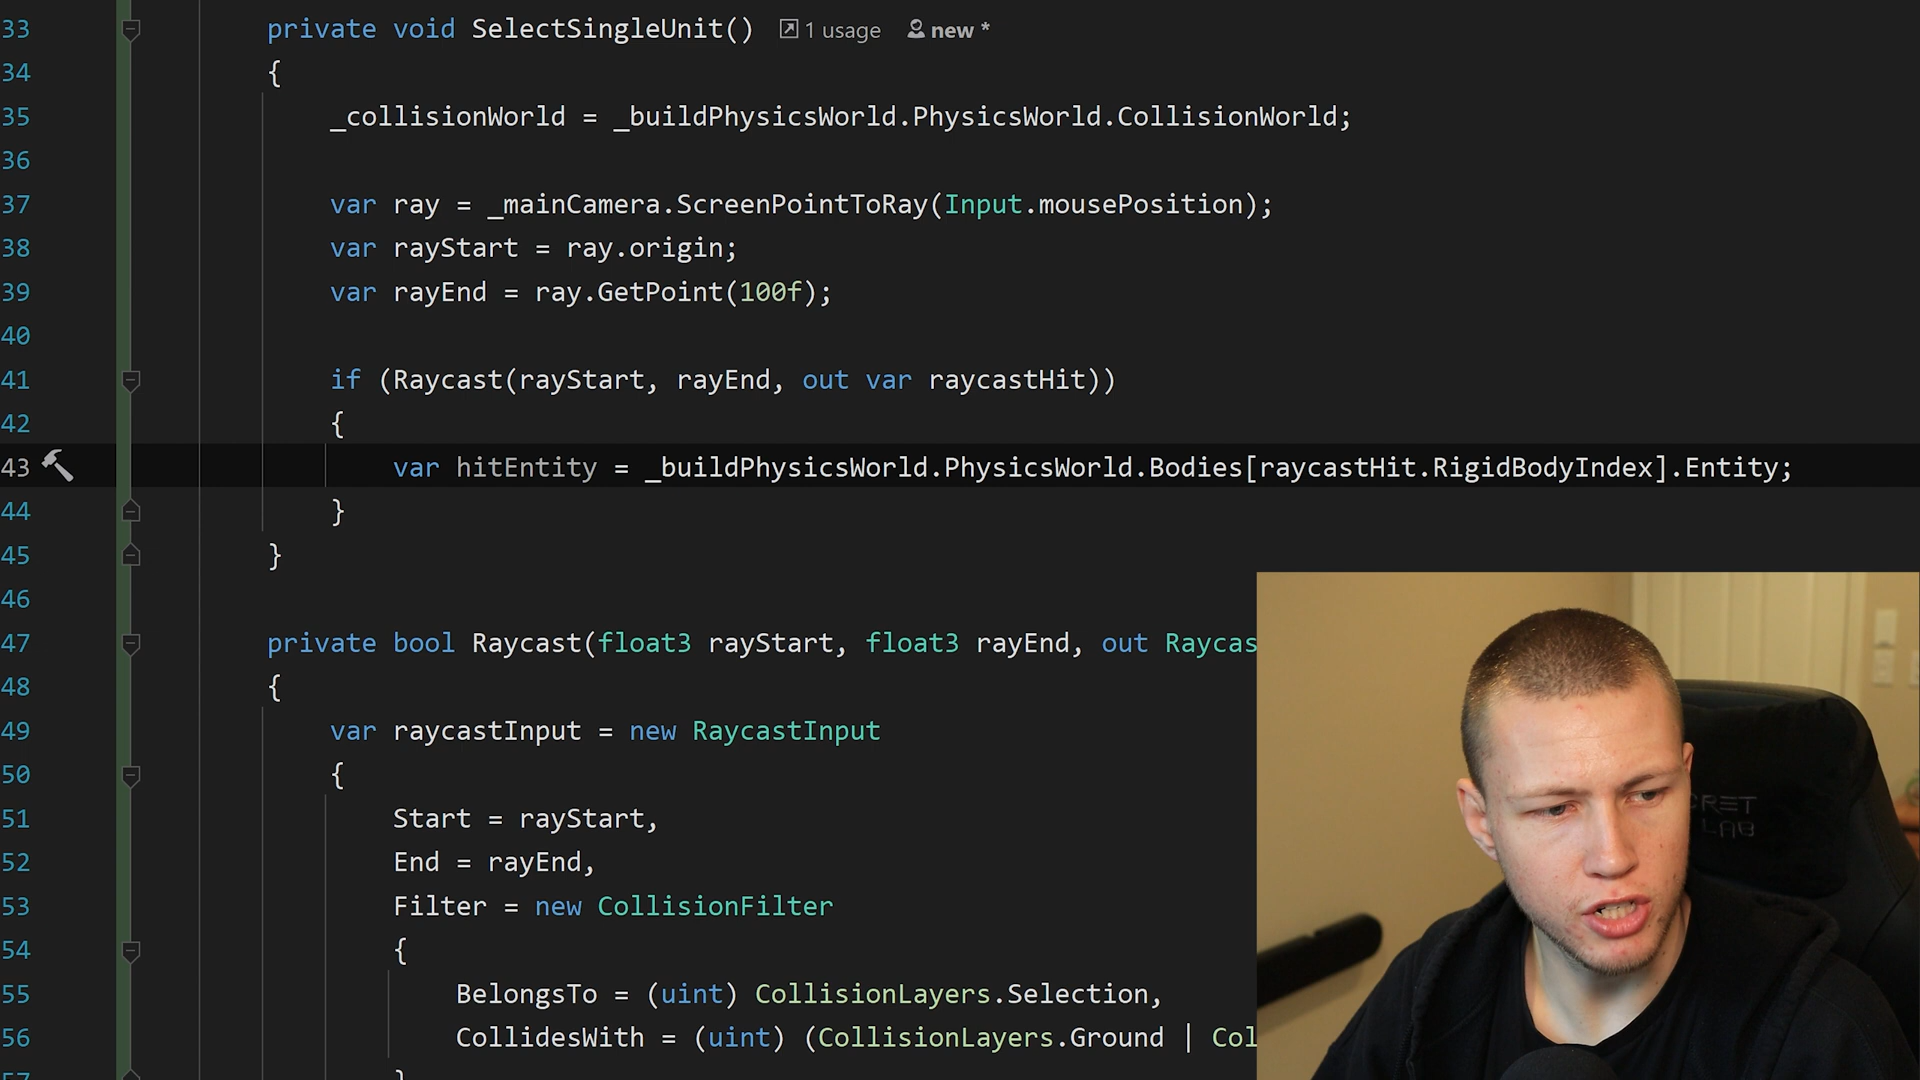 33 private void SelectSingleUnit() 1 usage new *
34 {
35 _collisionWorld = _buildPhysicsWorld.PhysicsWorld.CollisionWorld;
36
37 var ray = _mainCamera.ScreenPointToRay(Input.mousePosition);
38 var rayStart = ray.origin;
39 var rayEnd = ray.GetPoint(100f);
40
41 if (Raycast(rayStart, rayEnd, out var raycastHit))
42 {
43 var hitEntity = _buildPhysicsWorld.PhysicsWorld.Bodies[raycastHit.RigidBodyIndex].Entity;
44 }
45 }
46
47 private bool Raycast(float3 rayStart, float3 rayEnd, out Raycas
48 {
49 var raycastInput = new RaycastInput
50 {
51 Start = rayStart,
52 End = rayEnd,
53 Filter = new CollisionFilter
54 {
55 BelongsTo = (uint) CollisionLayers.Selection,
56 CollidesWith = (uint) (CollisionLayers.Ground | Col
57 }
RET
LAB